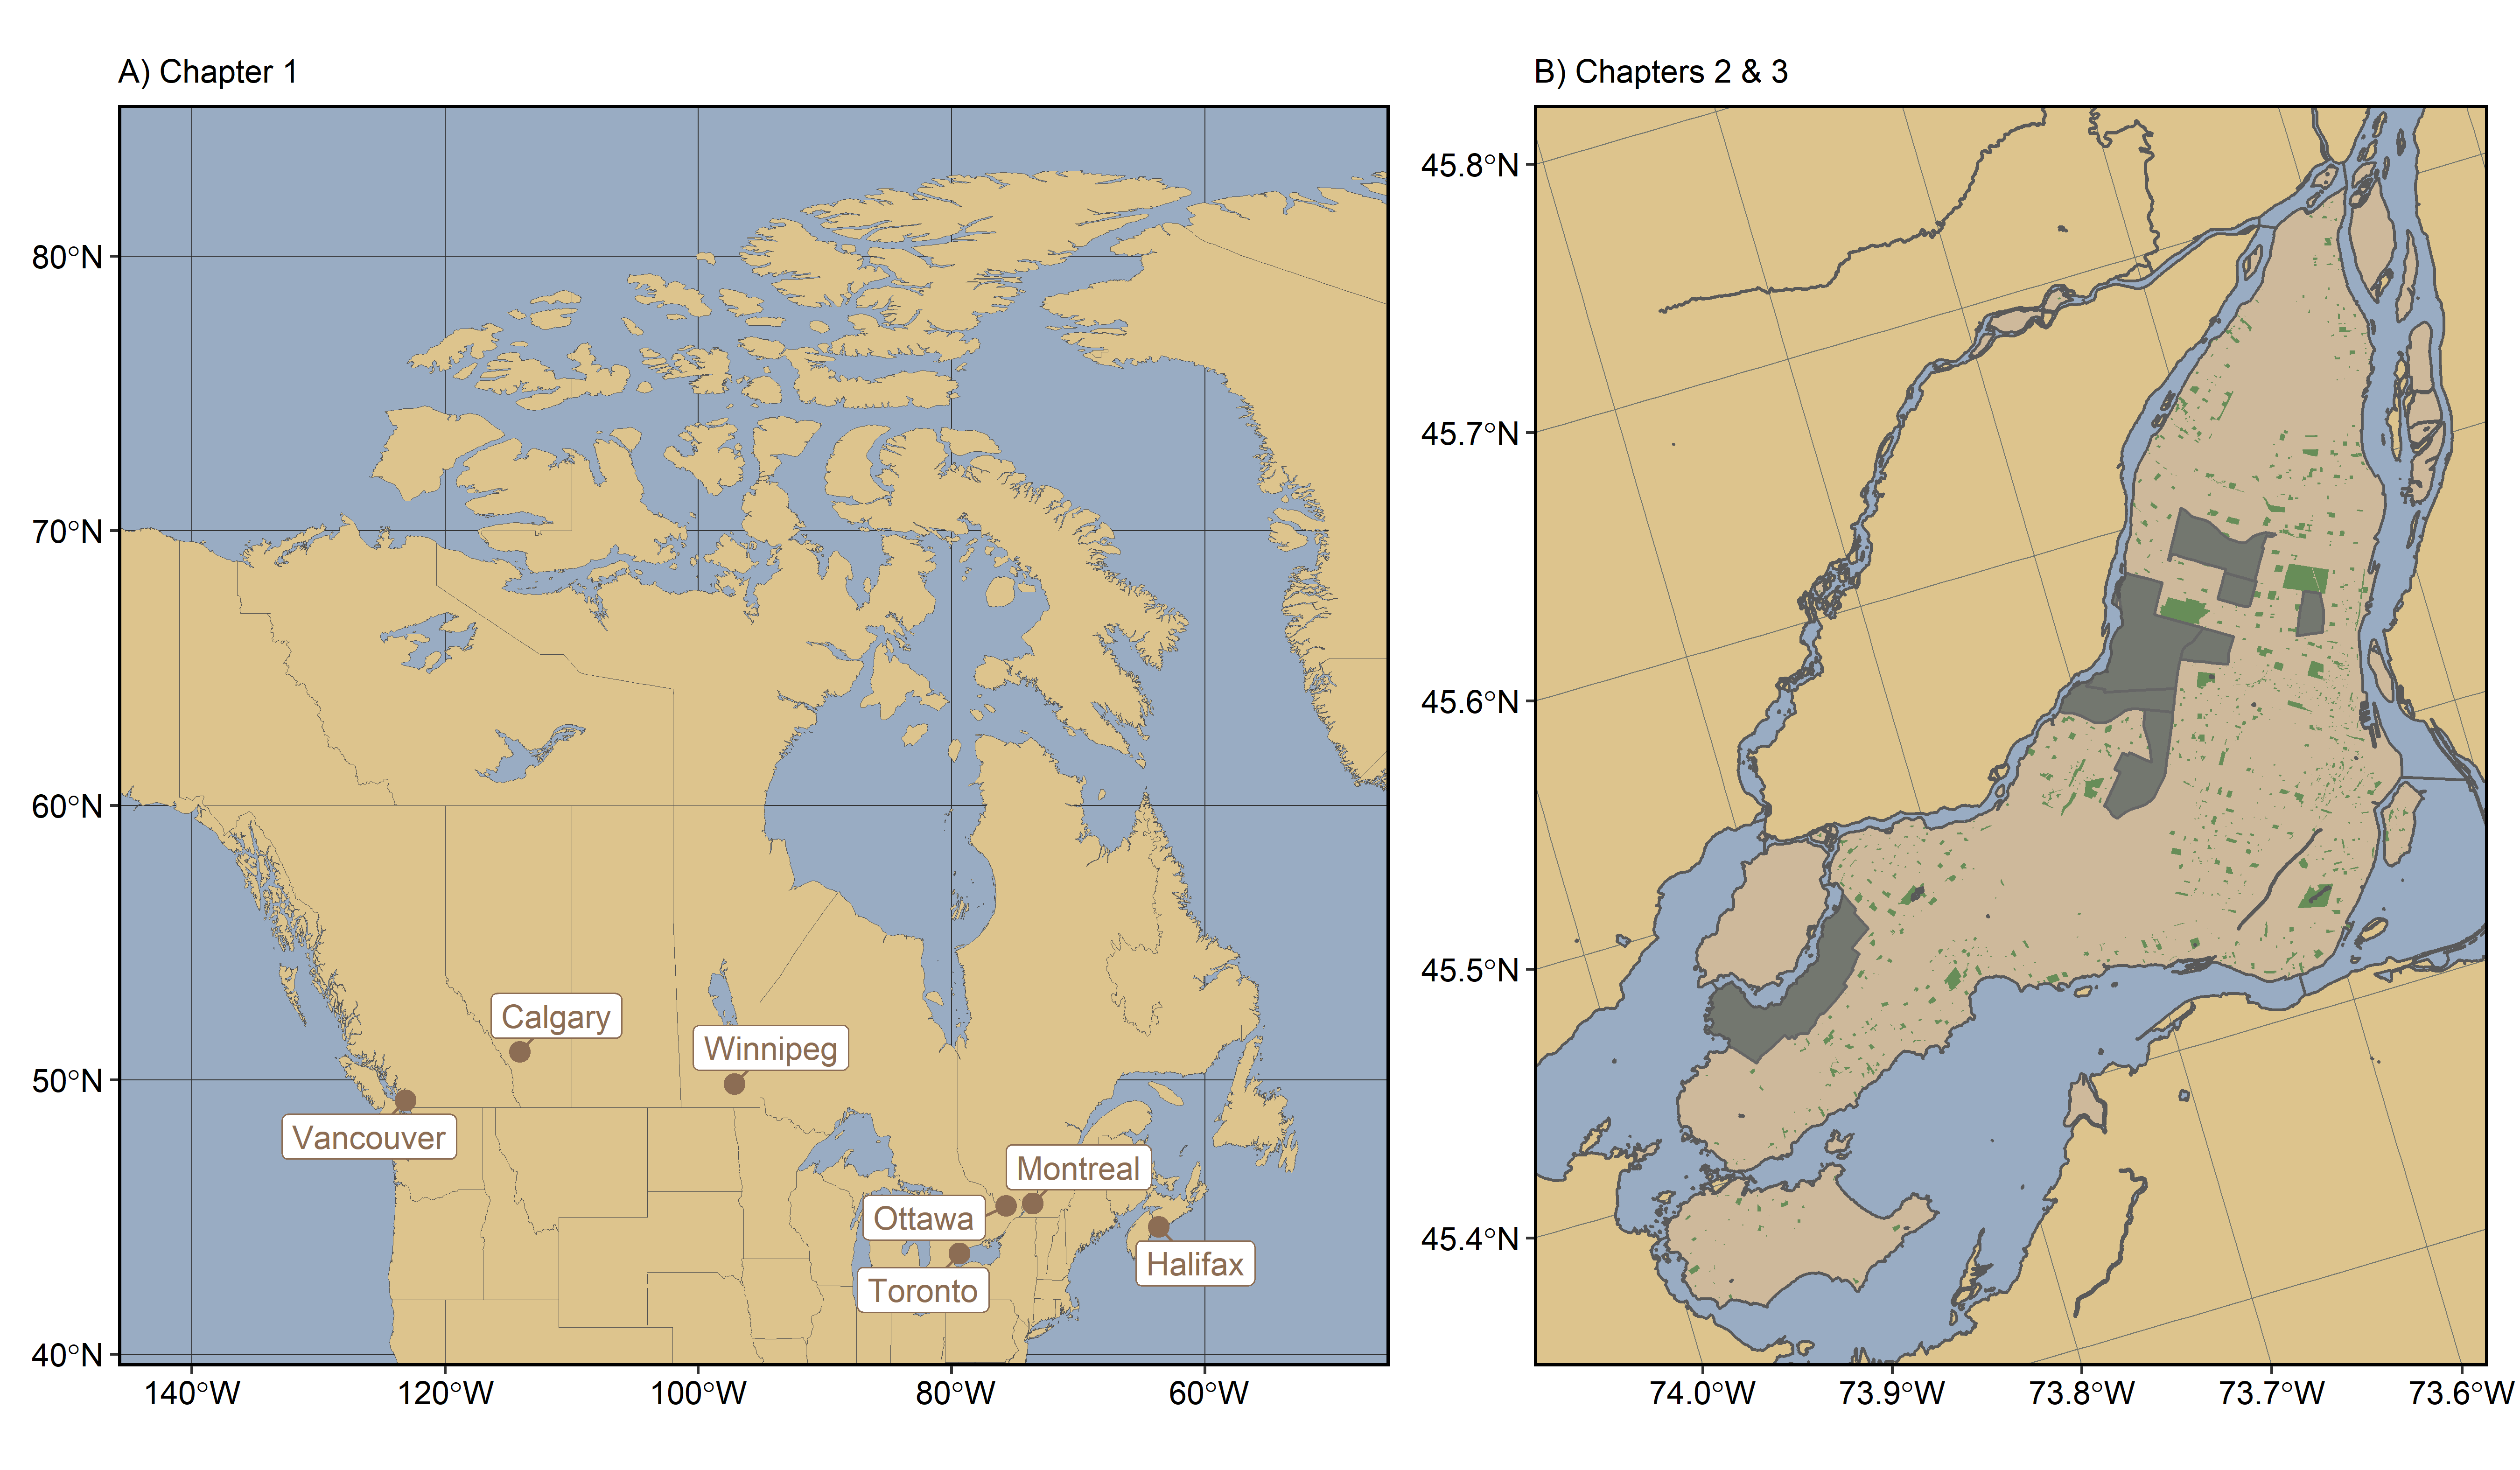 A) Chapter 1
80°N
70°N
60°N
50°N
40°N
140°W
120°W
100°W
80°W
60°W
Calgary
Winnipeg
Vancouver
Montreal
Ottawa
Halifax
Toronto
B) Chapters 2 & 3
45.8°N
45.7°N
45.6°N
45.5°N
45.4°N
74.0°W
73.9°W
73.8°W
73.7°W
73.6°W